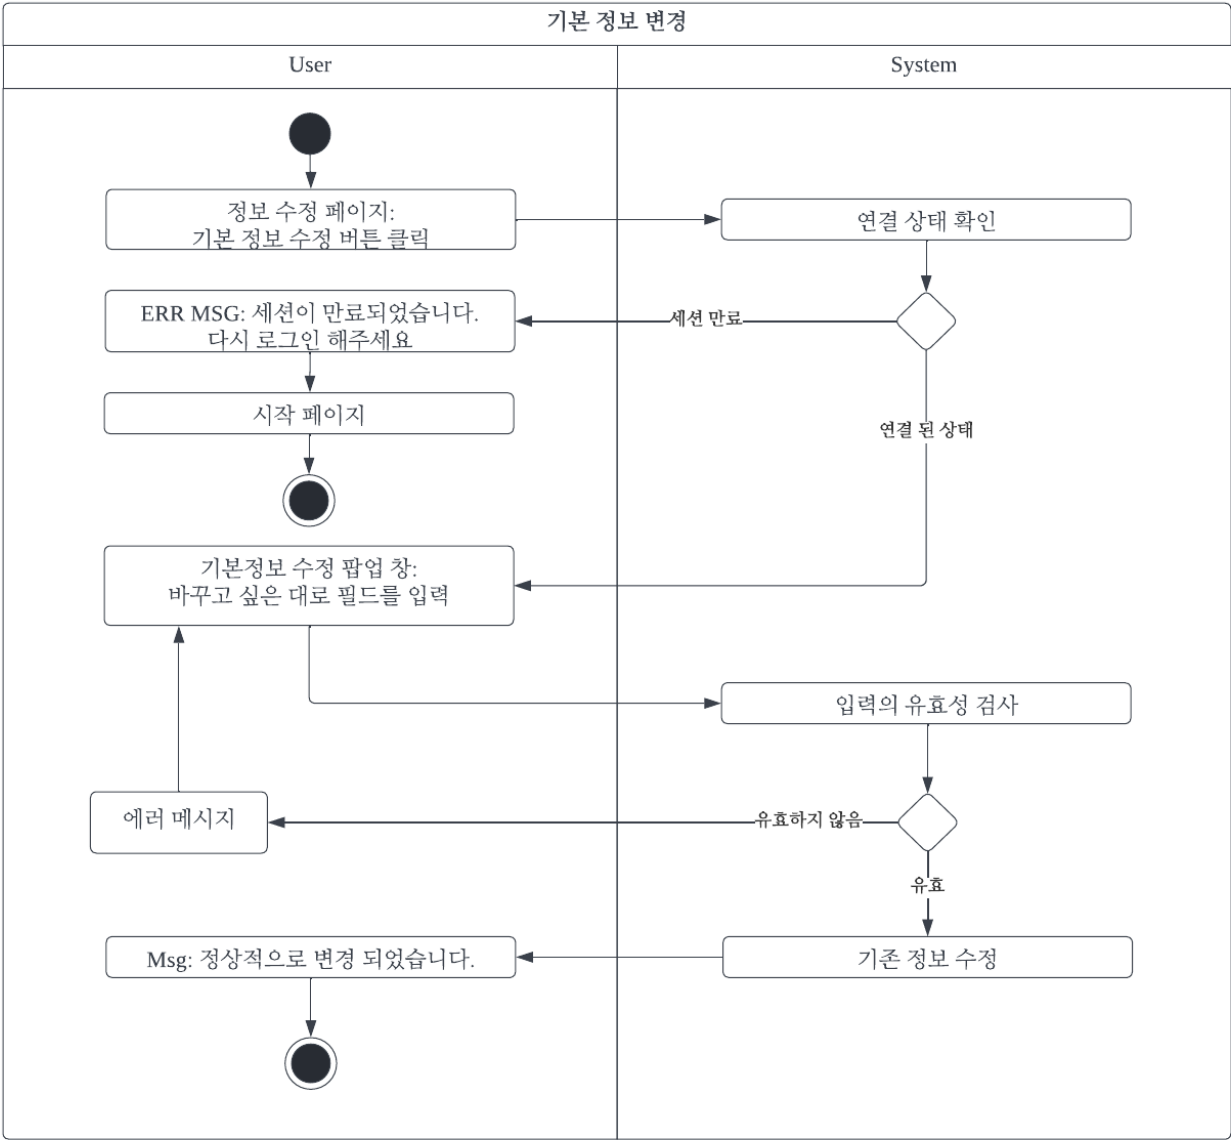 기본 정보 변경
User
System
정보 수정 페이지:
기본 정보 수정 버튼 클릭
연결 상태 확인
ERR MSG: 세션이 만료되었습니다.
다시 로그인 해주세요
세션 만료
시작 페이지
연결 된 상태
기본정보 수정 팝업 창:
바꾸고 싶은 대로 필드를 입력
입력의 유효성 검사
에러 메시지
유효하지 않음
유효
Msg: 정상적으로 변경 되었습니다.
기존 정보 수정